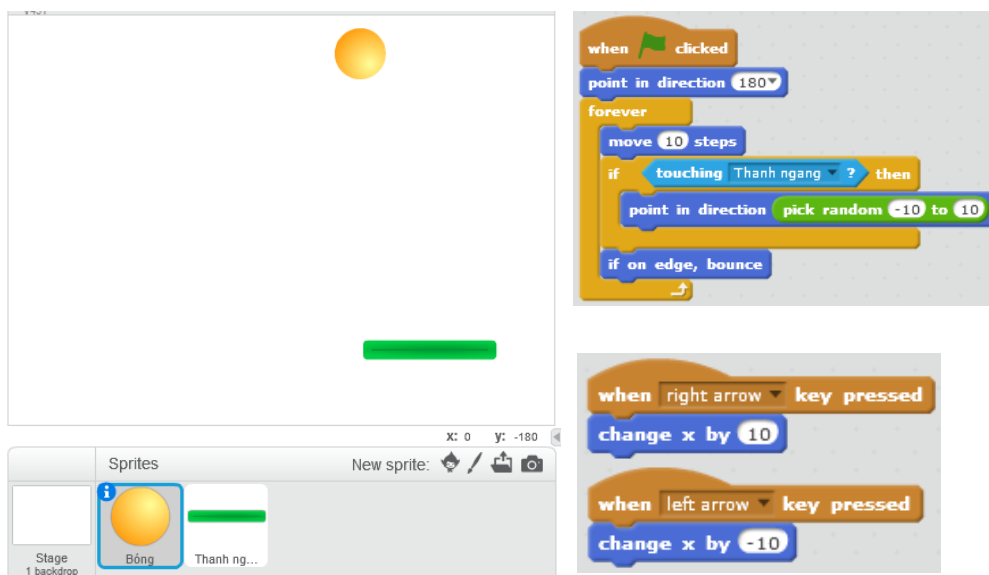 v451
when clicked
point in direction 180
forever
move 10 steps
if touching Thanh ngang ? then
point in direction pick random -10 to 10
if on edge, bounce
x: 0 y: -180
Sprites New sprite:
Stage
1 backdrop
Bóng
Thanh ng...
when right arrow key pressed
change x by 10
when left arrow key pressed
change x by -10